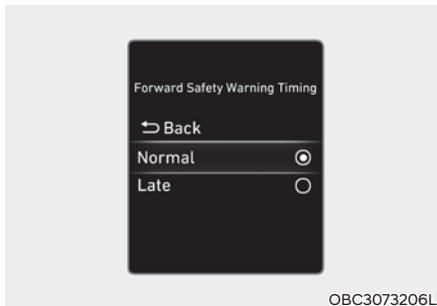 Forward Safety Warning Timing
Back
Normal
Late
OBC3073206L